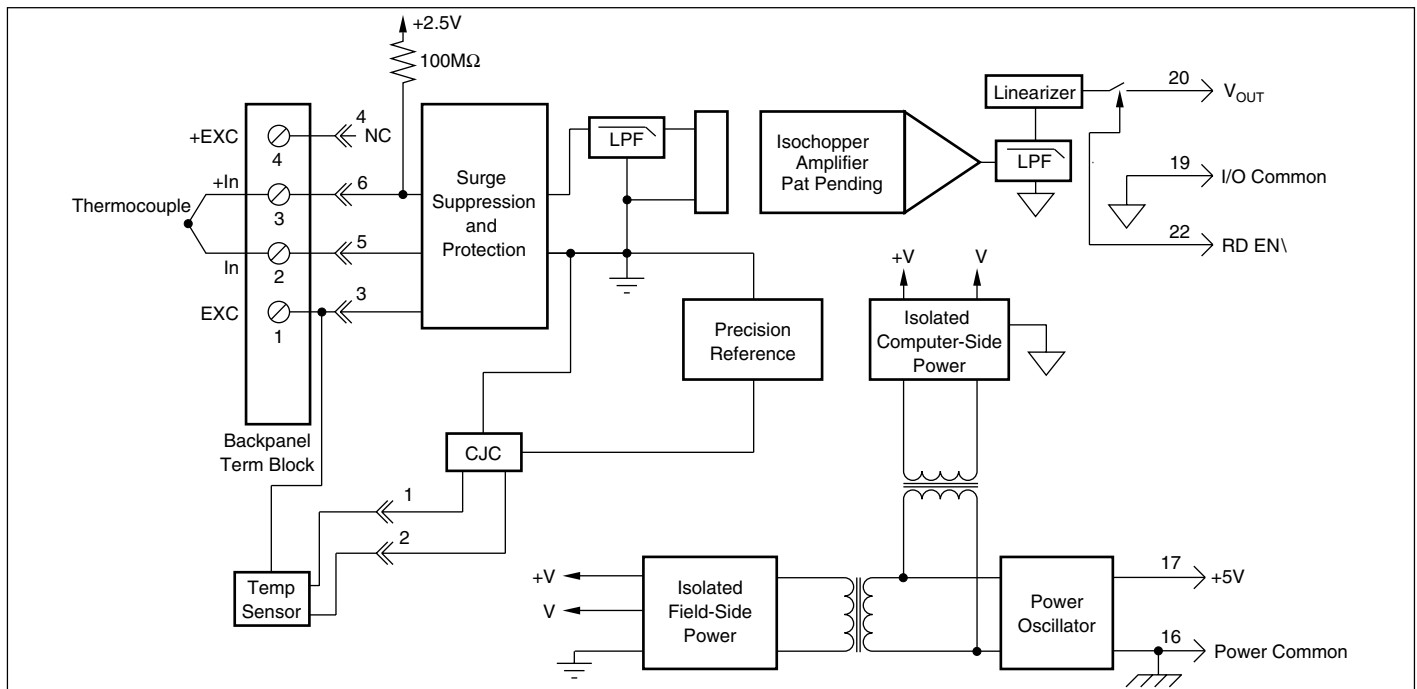 +2.5V
100MΩ
+EXC
4
4
NC
+In
3
6
Thermocouple
In
2
5
EXC
1
3
Surge
Suppression
and
Protection
LPF
Isochopper
Amplifier
Pat Pending
Linearizer
LPF
20
VOUT
19
I/O Common
22
RD EN\
+V
V
Precision
Reference
Isolated
Computer-Side
Power
Backpanel
Term Block
CJC
1
2
Temp
Sensor
+V
V
Isolated
Field-Side
Power
Power
Oscillator
17
+5V
16
Power Common